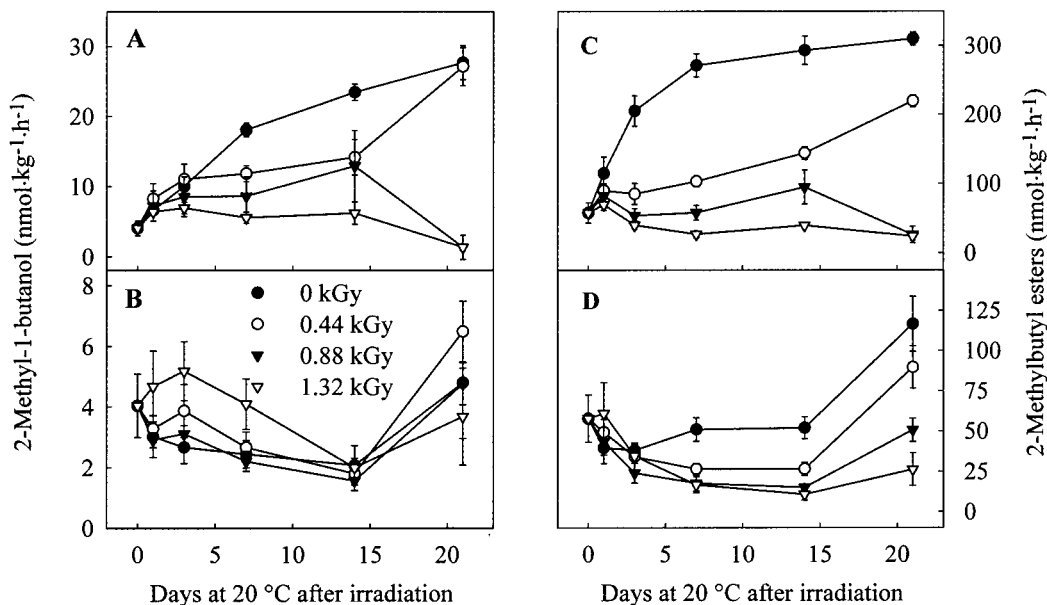 A
C
30
20
10
0
300
200
100
0
2-Methyl-1-butanol (nmol·kg⁻¹·h⁻¹)
2-Methylbutyl esters (nmol·kg⁻¹·h⁻¹)
B
D
0 kGy
0.44 kGy
0.88 kGy
1.32 kGy
8
6
4
2
0
125
100
75
50
25
0
0 5 10 15 20
0 5 10 15 20
Days at 20 °C after irradiation
Days at 20 °C after irradiation